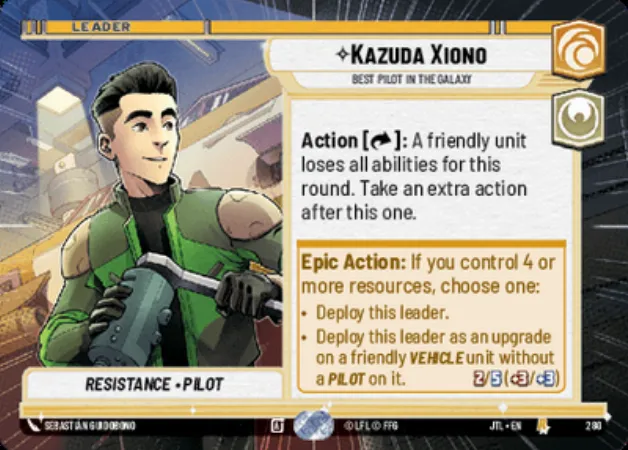 LEADER
KAZUDA XIONO
BEST PILOT IN THE GALAXY
Action [ ]: A friendly unit
loses all abilities for this
round. Take an extra action
after this one.
Epic Action: If you control 4 or
more resources, choose one:
• Deploy this leader.
• Deploy this leader as an upgrade
on a friendly VEHICLE unit without
a PILOT on it. 2/5 (+3/+3)
RESISTANCE • PILOT
SEBASTIÁN GUIDOBONO
© LFL © FFG
JTL • EN
280